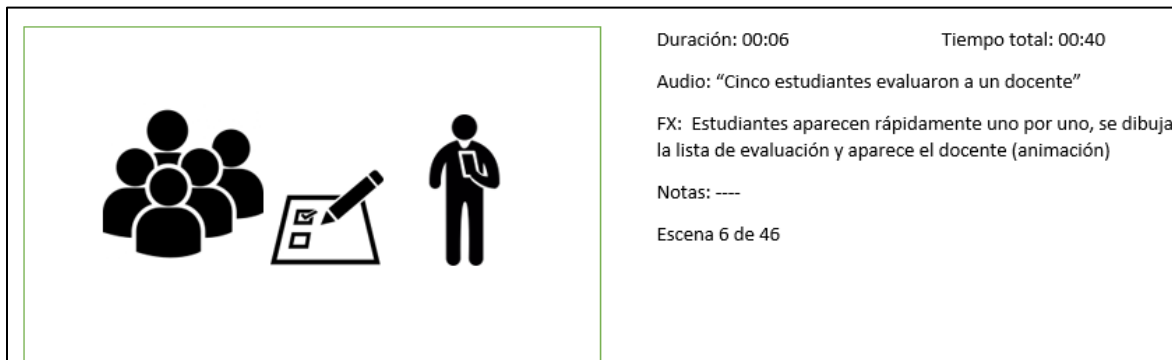 Duración: 00:06 Tiempo total: 00:40
Audio: “Cinco estudiantes evaluaron a un docente”
FX: Estudiantes aparecen rápidamente uno por uno, se dibuja
la lista de evaluación y aparece el docente (animación)
Notas: ----
Escena 6 de 46